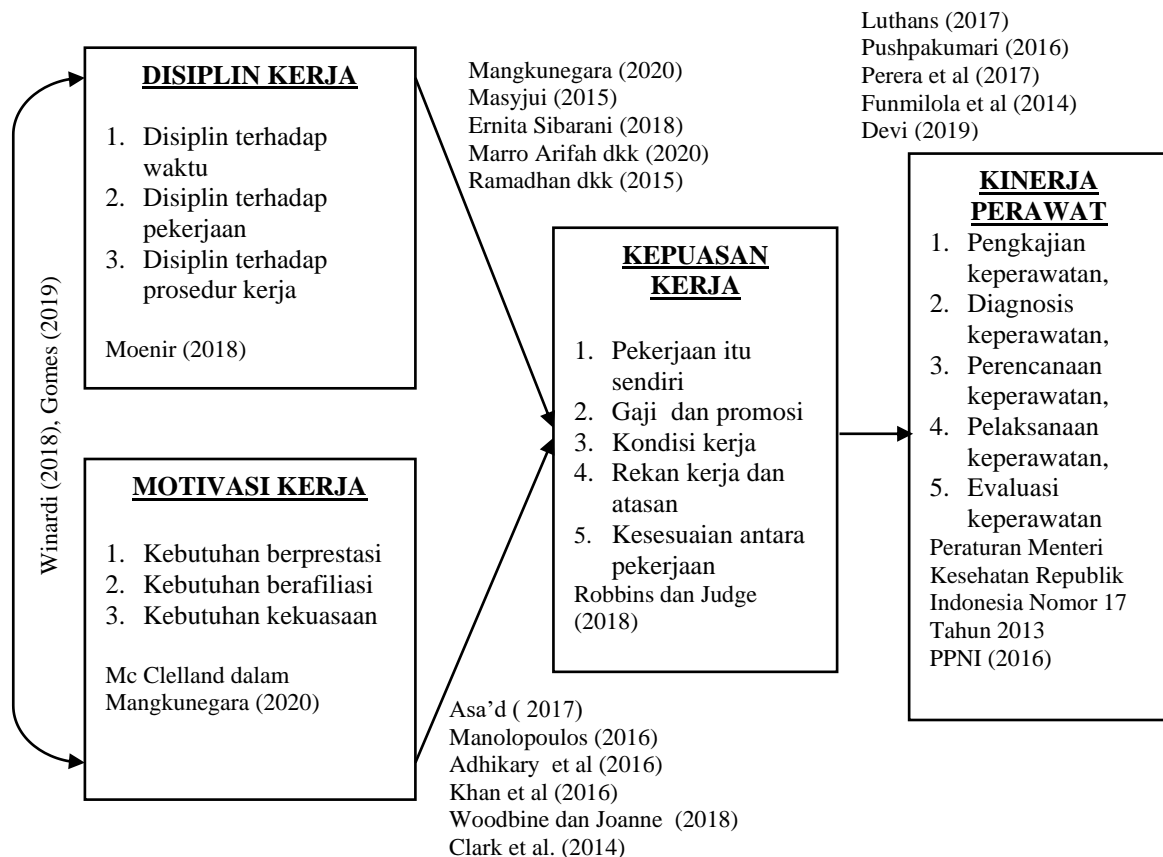 Winardi (2018), Gomes (2019)
DISIPLIN KERJA
1. Disiplin terhadap
waktu
2. Disiplin terhadap
pekerjaan
3. Disiplin terhadap
prosedur kerja
Moenir (2018)
MOTIVASI KERJA
1. Kebutuhan berprestasi
2. Kebutuhan berafiliasi
3. Kebutuhan kekuasaan
Mc Clelland dalam
Mangkunegara (2020)
Mangkunegara (2020)
Masyjui (2015)
Ernita Sibarani (2018)
Marro Arifah dkk (2020)
Ramadhan dkk (2015)
KEPUASAN
KERJA
1. Pekerjaan itu
sendiri
2. Gaji dan promosi
3. Kondisi kerja
4. Rekan kerja dan
atasan
5. Kesesuaian antara
pekerjaan
Robbins dan Judge
(2018)
Asa’d ( 2017)
Manolopoulos (2016)
Adhikary et al (2016)
Khan et al (2016)
Woodbine dan Joanne (2018)
Clark et al. (2014)
Luthans (2017)
Pushpakumari (2016)
Perera et al (2017)
Funmilola et al (2014)
Devi (2019)
KINERJA
PERAWAT
1. Pengkajian
keperawatan,
2. Diagnosis
keperawatan,
3. Perencanaan
keperawatan,
4. Pelaksanaan
keperawatan,
5. Evaluasi
keperawatan
Peraturan Menteri
Kesehatan Republik
Indonesia Nomor 17
Tahun 2013
PPNI (2016)